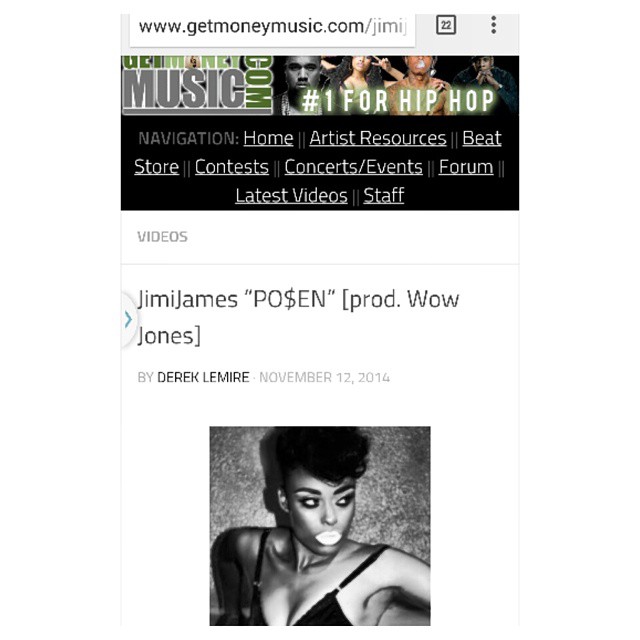 www.getmoneymusic.com/jimij
22
GETMONEY
MUSIC
.COM
#1 FOR HIP HOP
NAVIGATION: Home || Artist Resources || Beat
Store || Contests || Concerts/Events || Forum ||
Latest Videos || Staff
VIDEOS
JimiJames “PO$EN” [prod. Wow
Jones]
BY DEREK LEMIRE · NOVEMBER 12, 2014